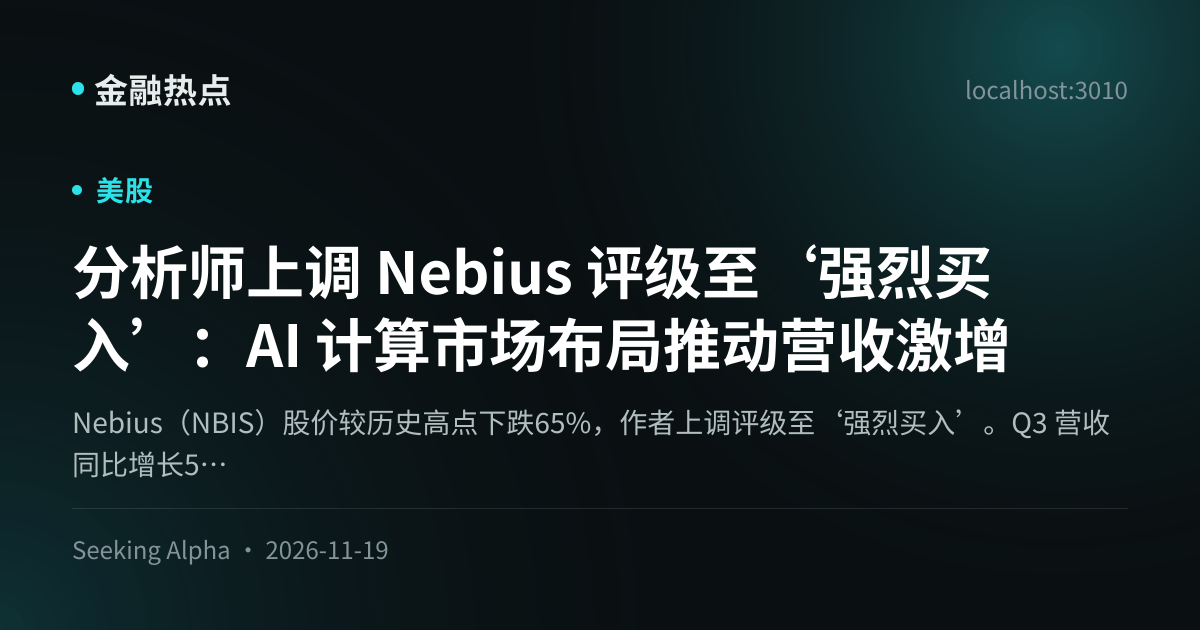 金融热点
localhost:3010
美股
分析师上调 Nebius 评级至‘强烈买
入’：AI 计算市场布局推动营收激增
Nebius（NBIS）股价较历史高点下跌65%，作者上调评级至‘强烈买入’。Q3 营收
同比增长5…
Seeking Alpha · 2026-11-19